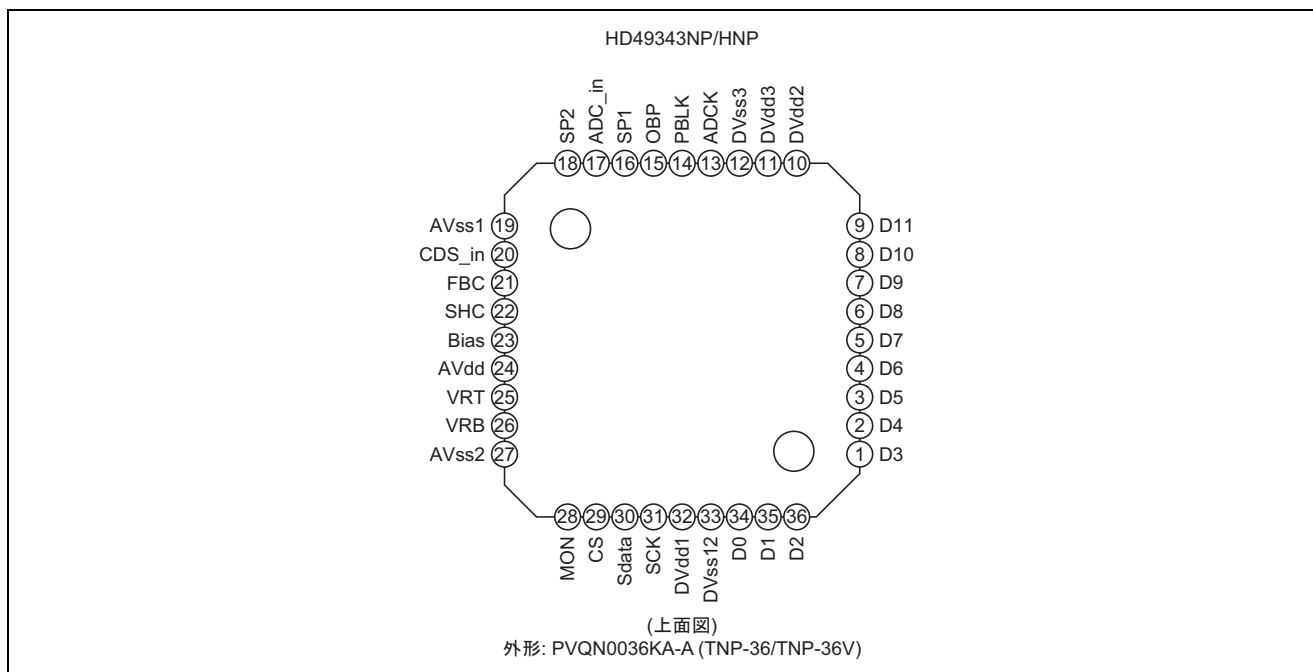 HD49343NP/HNP
SP2
ADC_in
SP1
OBP
PBLK
ADCK
DVss3
DVdd3
DVdd2
18 17 16 15 14 13 12 11 10
AVss1 19
CDS_in 20
FBC 21
SHC 22
Bias 23
AVdd 24
VRT 25
VRB 26
AVss2 27
9 D11
8 D10
7 D9
6 D8
5 D7
4 D6
3 D5
2 D4
1 D3
28 29 30 31 32 33 34 35 36
MON
CS
Sdata
SCK
DVdd1
DVss12
D0
D1
D2
(上面図)
外形: PVQN0036KA-A (TNP-36/TNP-36V)